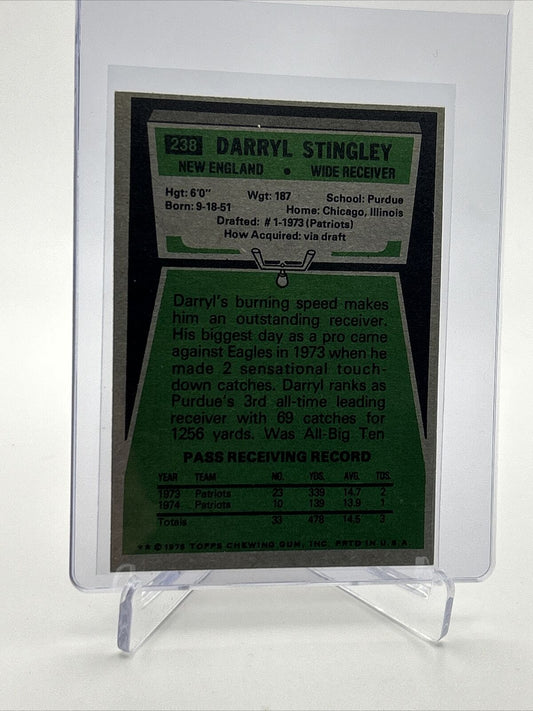 238 DARRYL STINGLEY
NEW ENGLAND • WIDE RECEIVER
Hgt: 6'0" Wgt: 187 School: Purdue
Born: 9-18-51 Home: Chicago, Illinois
Drafted: #1-1973 (Patriots)
How Acquired: via draft
Darryl's burning speed makes
him an outstanding receiver.
His biggest day as a pro came
against Eagles in 1973 when he
made 2 sensational touch-
down catches. Darryl ranks as
Purdue's 3rd all-time leading
receiver with 69 catches for
1256 yards. Was All-Big Ten
PASS RECEIVING RECORD
YEAR TEAM NO. YDS. AVG. TDS.
1973 Patriots 23 339 14.7 2
1974 Patriots 10 139 13.9 1
Totals 33 478 14.5 3
** © 1975 TOPPS CHEWING GUM, INC. PRTD IN U.S.A.